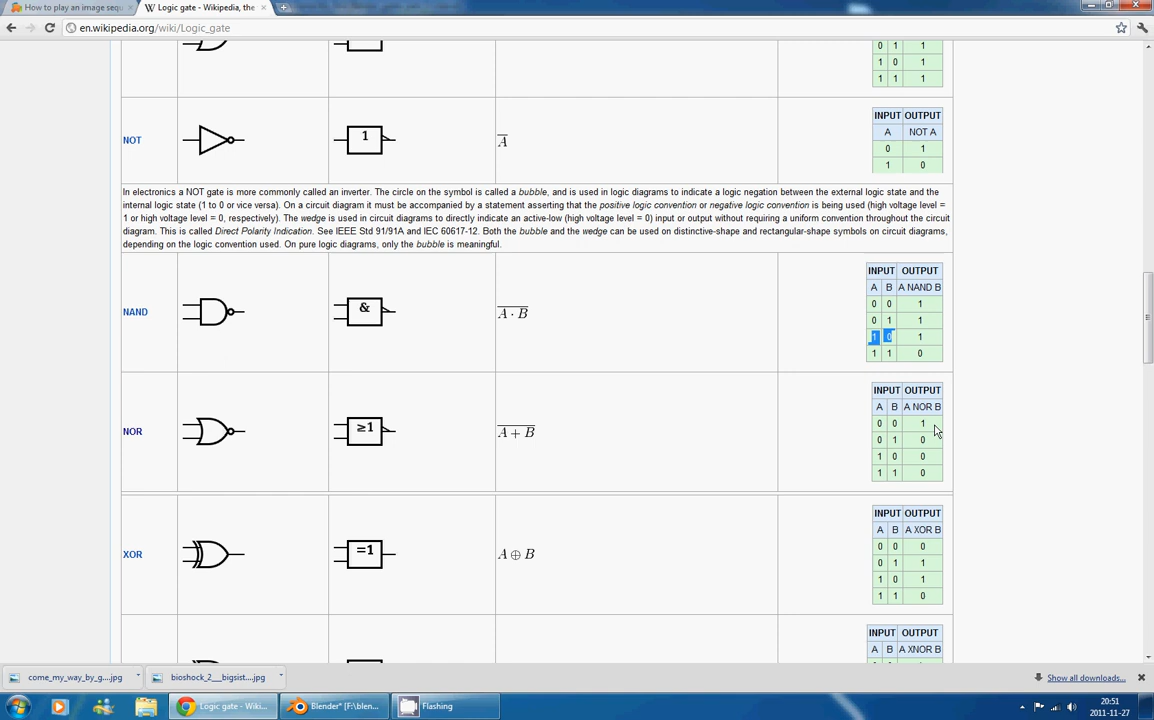 How to play an image sequ
Logic gate - Wikipedia, the
en.wikipedia.org/wiki/Logic_gate
0 1 1
1 0 1
1 1 1
INPUT OUTPUT
A NOT A
0 1
1 0
NOT
1
A
In electronics a NOT gate is more commonly called an inverter. The circle on the symbol is called a bubble, and is used in logic diagrams to indicate a logic negation between the external logic state and the
internal logic state (1 to 0 or vice versa). On a circuit diagram it must be accompanied by a statement asserting that the positive logic convention or negative logic convention is being used (high voltage level =
1 or high voltage level = 0, respectively). The wedge is used in circuit diagrams to directly indicate an active-low (high voltage level = 0) input or output without requiring a uniform convention throughout the circuit
diagram. This is called Direct Polarity Indication. See IEEE Std 91/91A and IEC 60617-12. Both the bubble and the wedge can be used on distinctive-shape and rectangular-shape symbols on circuit diagrams,
depending on the logic convention used. On pure logic diagrams, only the bubble is meaningful.
NAND
&
A · B
INPUT OUTPUT
A B A NAND B
0 0 1
0 1 1
1 0 1
1 1 0
NOR
≥1
A + B
INPUT OUTPUT
A B A NOR B
0 0 1
0 1 0
1 0 0
1 1 0
XOR
=1
A ⊕ B
INPUT OUTPUT
A B A XOR B
0 0 0
0 1 1
1 0 1
1 1 0
INPUT OUTPUT
A B A XNOR B
come_my_way_by_g....jpg
bioshock_2__bigsist...jpg
Show all downloads...
Logic gate - Wiki...
Blender* [F:\blen...
Flashing
20:51
2011-11-27